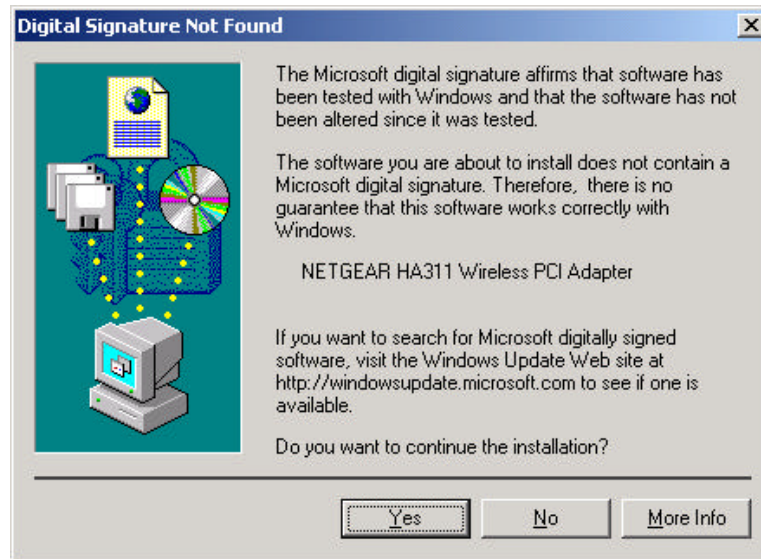 Digital Signature Not Found
The Microsoft digital signature affirms that software has
been tested with Windows and that the software has not
been altered since it was tested.
The software you are about to install does not contain a
Microsoft digital signature. Therefore, there is no
guarantee that this software works correctly with
Windows.
NETGEAR HA311 Wireless PCI Adapter
If you want to search for Microsoft digitally signed
software, visit the Windows Update Web site at
http://windowsupdate.microsoft.com to see if one is
available.
Do you want to continue the installation?
Yes No More Info